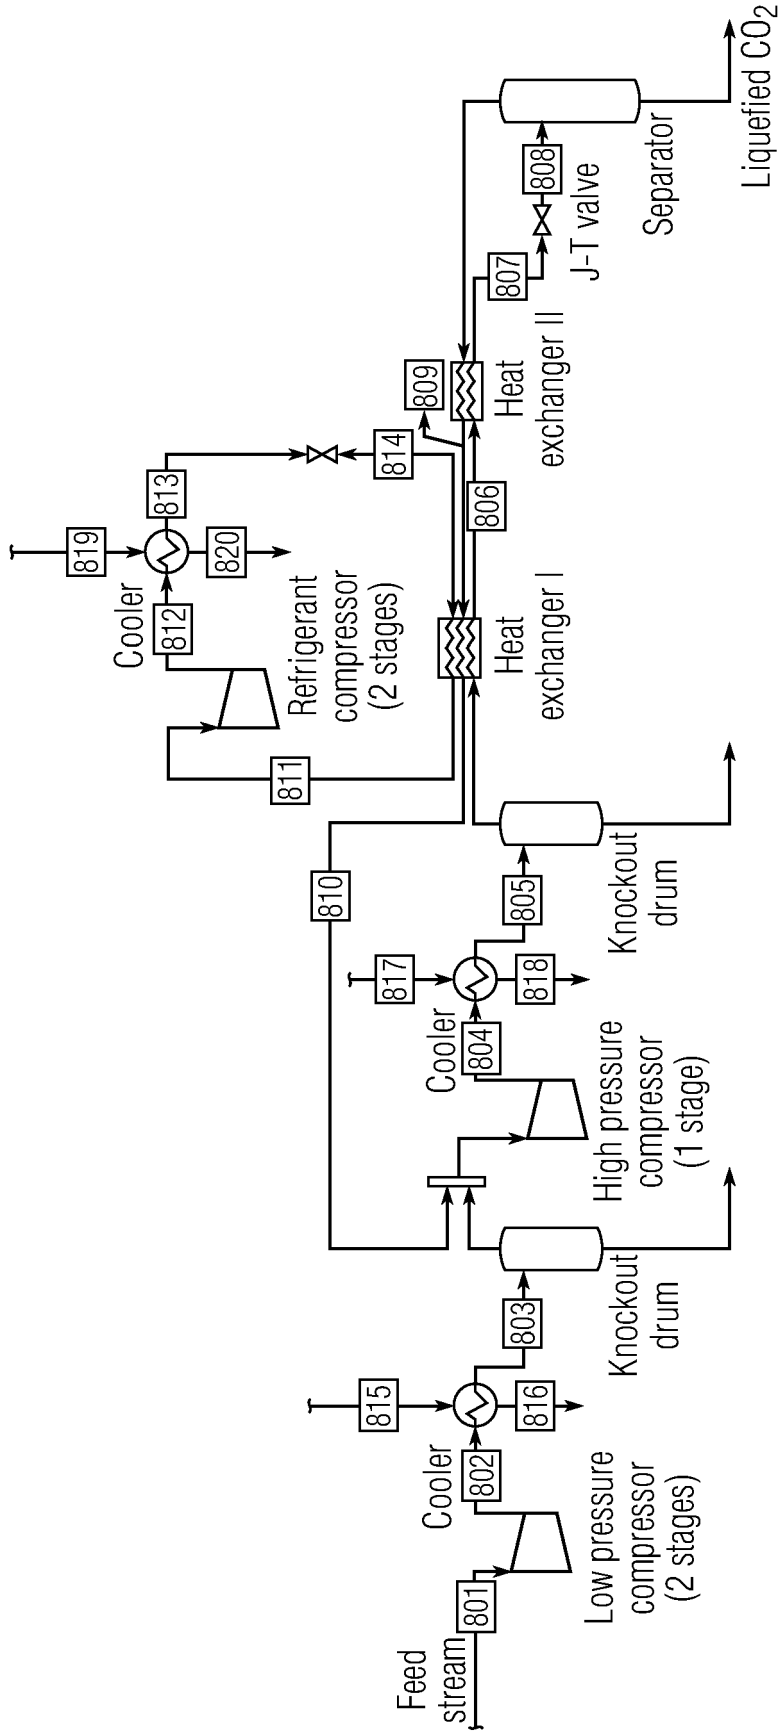 Feed
stream
801
Low pressure
compressor
(2 stages)
802
Cooler
815
816
803
Knockout
drum
High pressure
compressor
(1 stage)
804
Cooler
817
818
805
Knockout
drum
810
811
Refrigerant
compressor
(2 stages)
812
Cooler
819
820
813
814
Heat
exchanger I
806
809
Heat
exchanger II
807
J-T valve
808
Separator
Liquefied CO₂